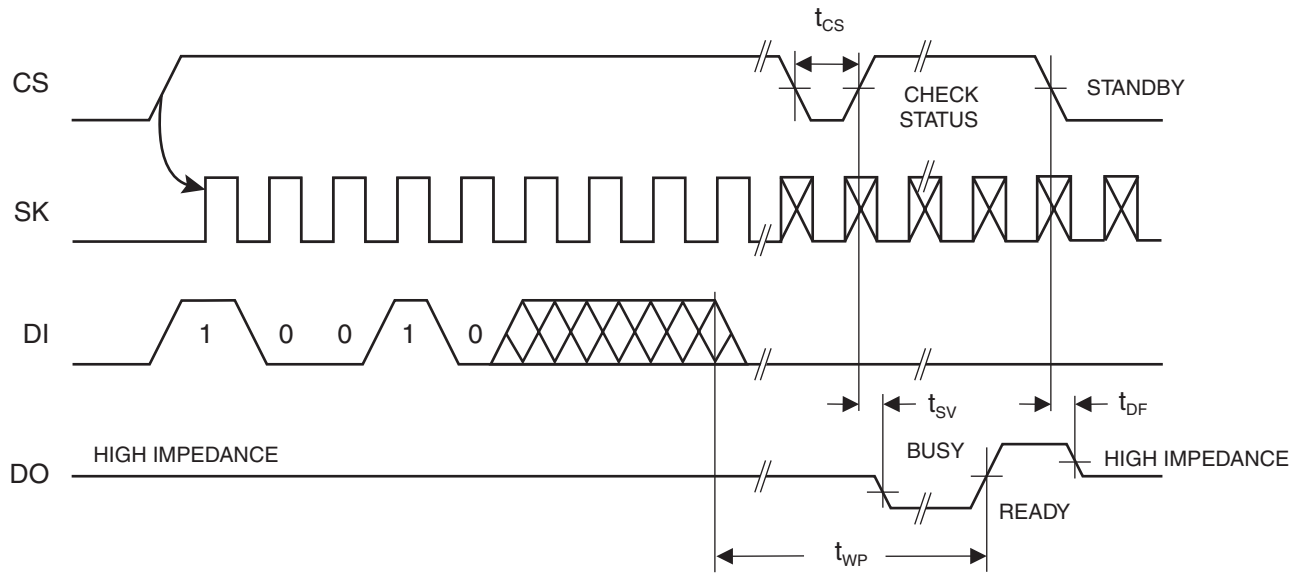 tCS
CS
CHECK
STATUS
STANDBY
SK
DI
1 0 0 1 0
tSV
tDF
HIGH IMPEDANCE
BUSY
HIGH IMPEDANCE
DO
READY
tWP